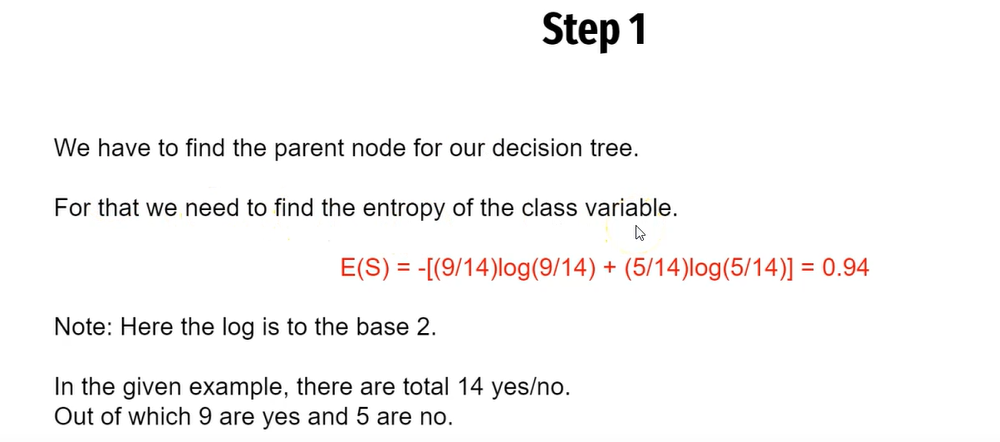 Step 1
We have to find the parent node for our decision tree.
For that we need to find the entropy of the class variable.
E(S) = -[(9/14)log(9/14) + (5/14)log(5/14)] = 0.94
Note: Here the log is to the base 2.
In the given example, there are total 14 yes/no.
Out of which 9 are yes and 5 are no.